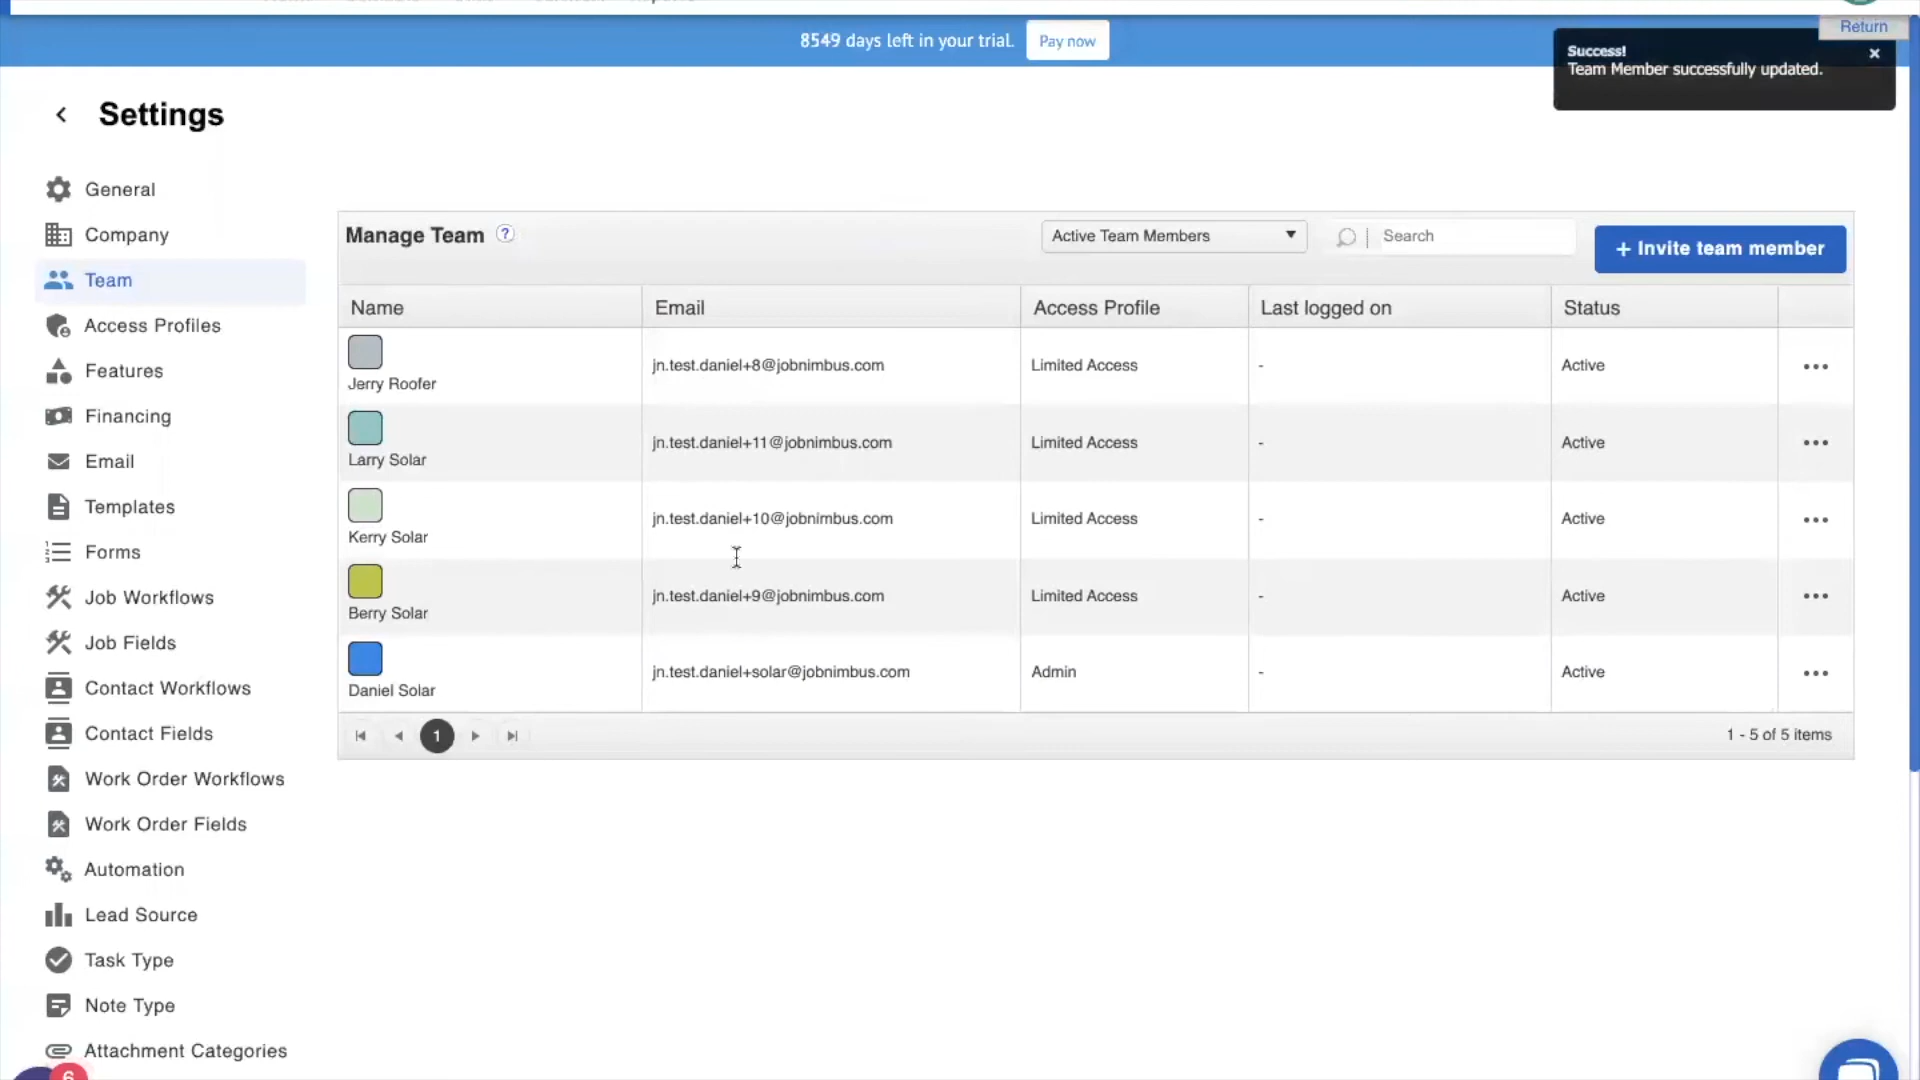 8549 days left in your trial.
Pay now
Return
Success!
Team Member successfully updated.
Settings
General
Company
Team
Access Profiles
Features
Financing
Email
Templates
Forms
Job Workflows
Job Fields
Contact Workflows
Contact Fields
Work Order Workflows
Work Order Fields
Automation
Lead Source
Task Type
Note Type
Attachment Categories
6
Manage Team ?
Active Team Members
Search
+ Invite team member
Name Email Access Profile Last logged on Status
Jerry Roofer jn.test.daniel+8@jobnimbus.com Limited Access - Active
Larry Solar jn.test.daniel+11@jobnimbus.com Limited Access - Active
Kerry Solar jn.test.daniel+10@jobnimbus.com Limited Access - Active
Berry Solar jn.test.daniel+9@jobnimbus.com Limited Access - Active
Daniel Solar jn.test.daniel+solar@jobnimbus.com Admin - Active
1
1 - 5 of 5 items